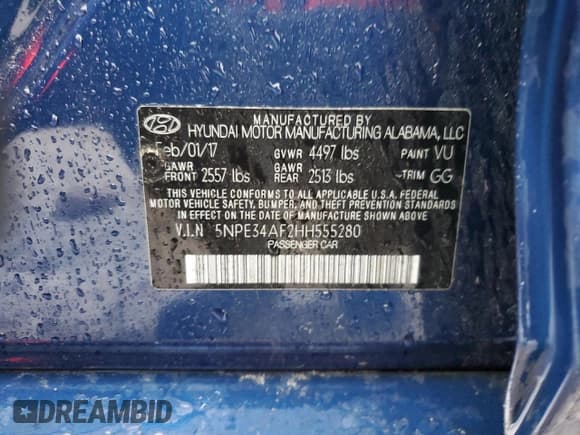 MANUFACTURED BY
HYUNDAI MOTOR MANUFACTURING ALABAMA, LLC
Feb/01/17 GVWR 4497 lbs PAINT VU
GAWR FRONT 2557 lbs GAWR REAR 2513 lbs TRIM GG
THIS VEHICLE CONFORMS TO ALL APPLICABLE U.S.A. FEDERAL
MOTOR VEHICLE SAFETY, BUMPER, AND THEFT PREVENTION STANDARDS
IN EFFECT ON THE DATE OF MANUFACTURE SHOWN ABOVE.
V.I.N 5NPE34AF2HH555280
PASSENGER CAR
DREAMBID